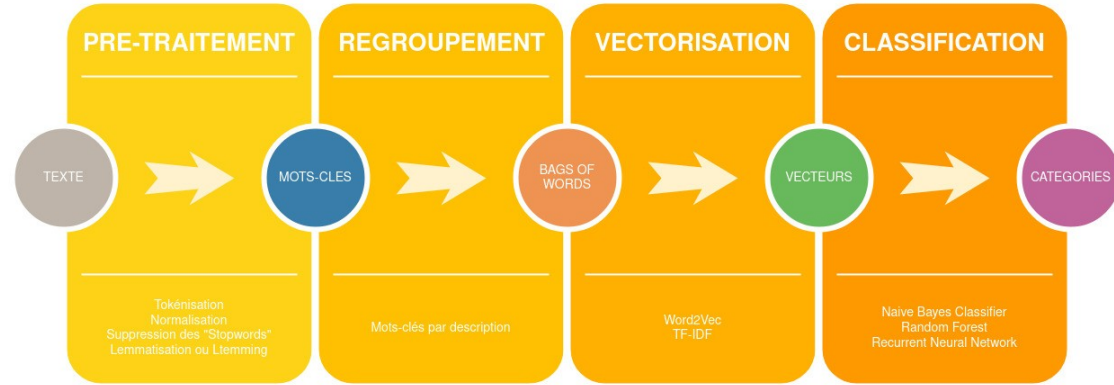 PRE-TRAITEMENT
REGROUPEMENT
VECTORISATION
CLASSIFICATION
TEXTE
MOTS-CLES
BAGS OF
WORDS
VECTEURS
CATEGORIES
Tokénisation
Normalisation
Suppression des "Stopwords"
Lemmatisation ou Ltemming
Mots-clés par description
Word2Vec
TF-IDF
Naive Bayes Classifier
Random Forest
Recurrent Neural Network